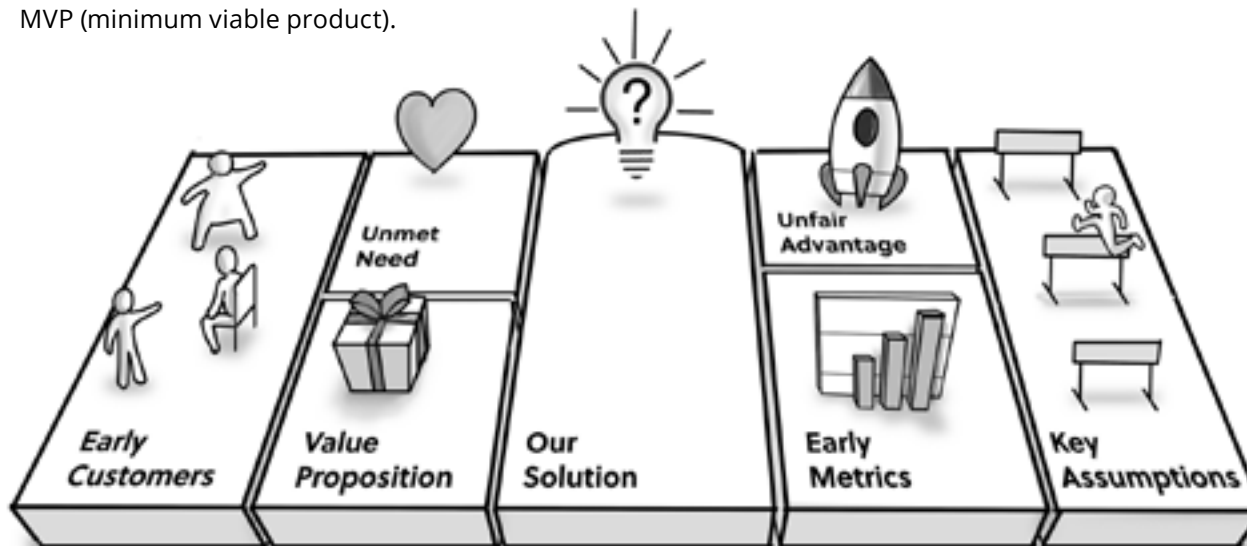 MVP (minimum viable product).
?
Unmet
Need
Unfair
Advantage
Early
Customers
Value
Proposition
Our
Solution
Early
Metrics
Key
Assumptions